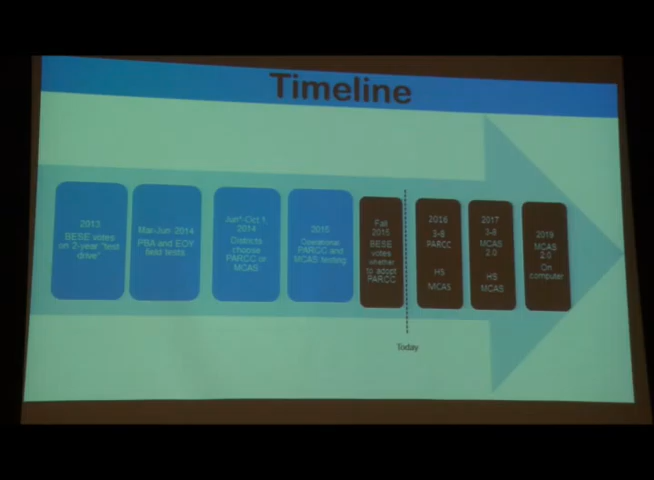 Timeline
2013
BESE votes
on 2-year "test
drive"
Mar-Jun 2014
PBA and EOY
field tests
Jun*-Oct 1,
2014
Districts
choose
PARCC or
MCAS
2015
Operational
PARCC and
MCAS testing
Fall
2015
BESE
votes
whether
to adopt
PARCC
2016
3-8
PARCC
HS
MCAS
2017
3-8
MCAS
2.0
HS
MCAS
2019
MCAS
2.0
On
computer
Today